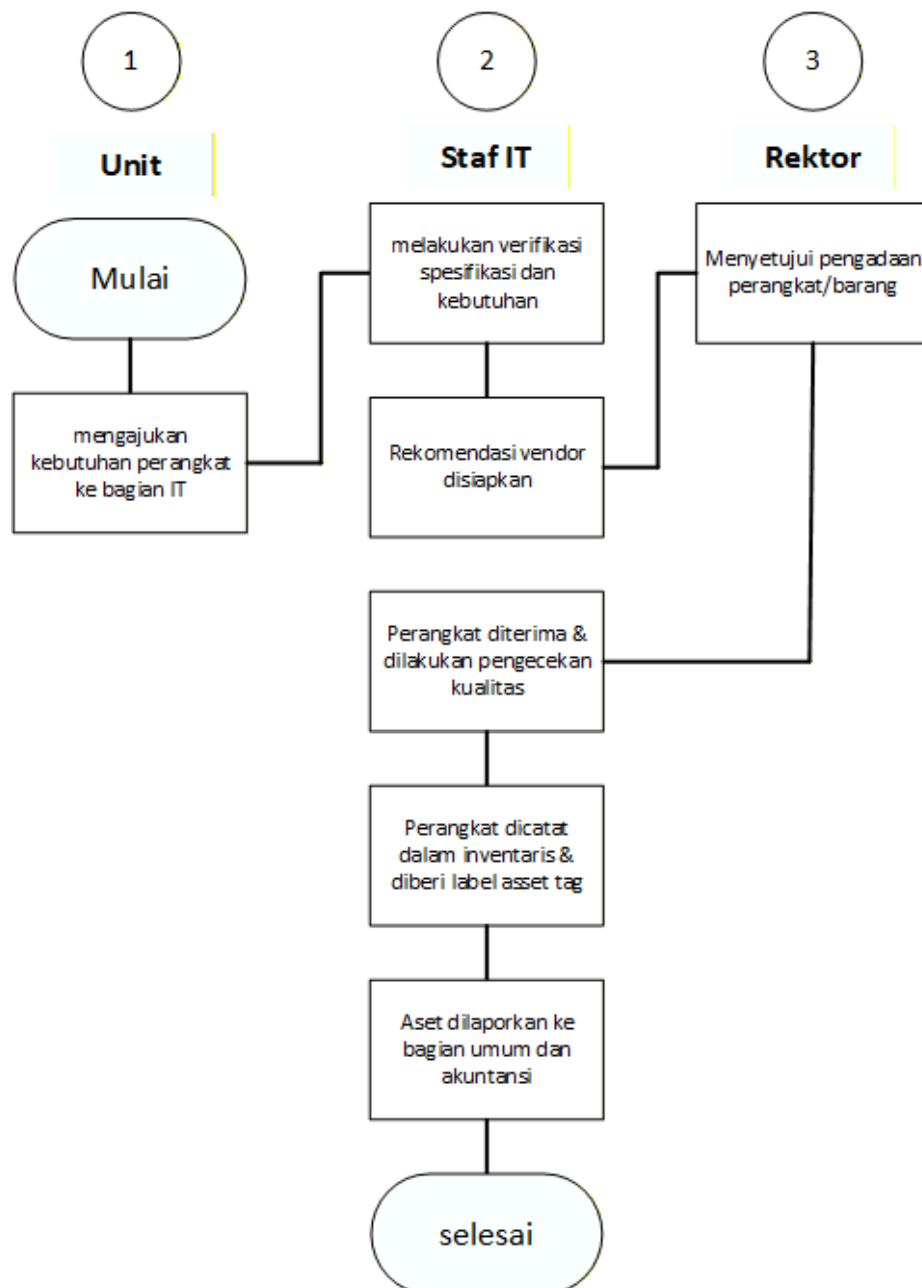 1
2
3
Unit
Staf IT
Rektor
Mulai
mengajukan
kebutuhan perangkat
ke bagian IT
melakukan verifikasi
spesifikasi dan
kebutuhan
Rekomendasi vendor
disiapkan
Menyetujui pengadaan
perangkat/barang
Perangkat diterima &
dilakukan pengecekan
kualitas
Perangkat dicatat
dalam inventaris &
diberi label asset tag
Aset dilaporkan ke
bagian umum dan
akuntansi
selesai